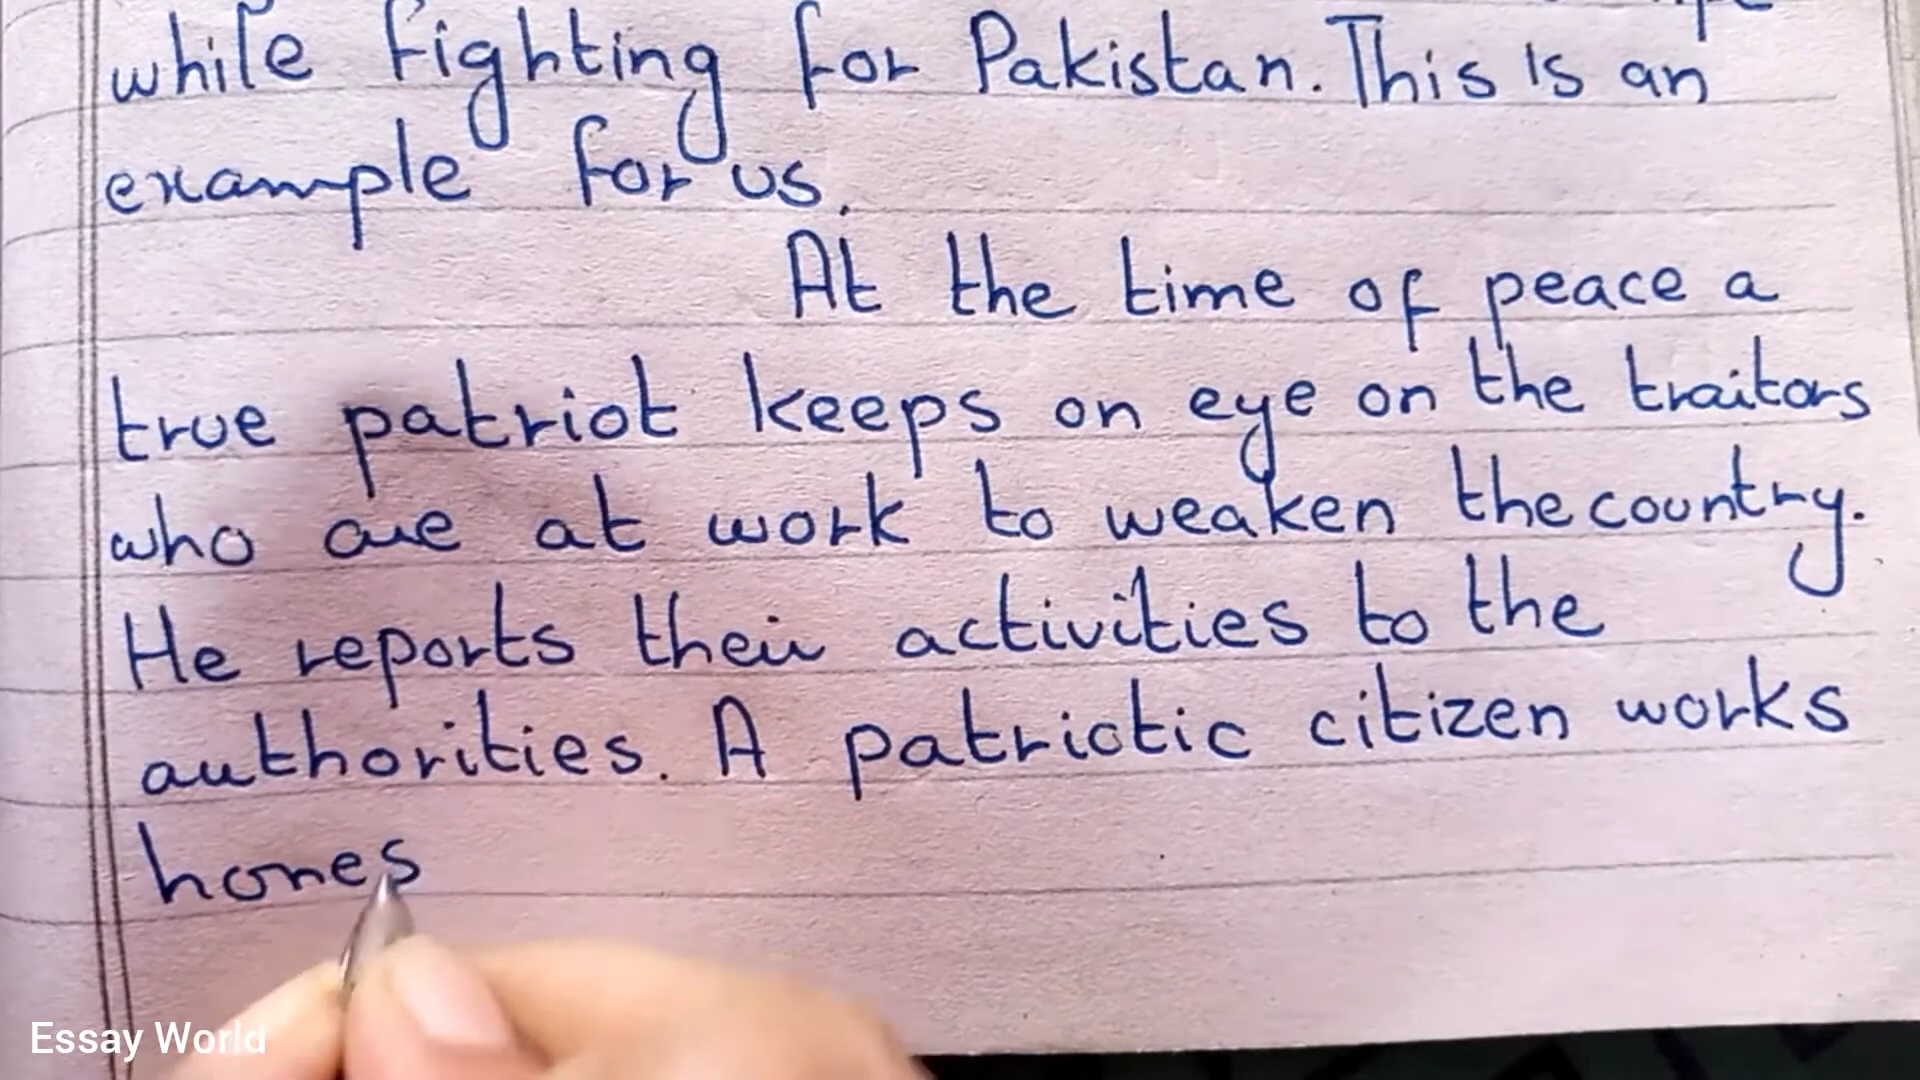 while fighting for Pakistan. This is an
example for us.
At the time of peace a
true patriot keeps on eye on the traitors
who are at work to weaken the country.
He reports their activities to the
authorities. A patriotic citizen works
hones
Essay World